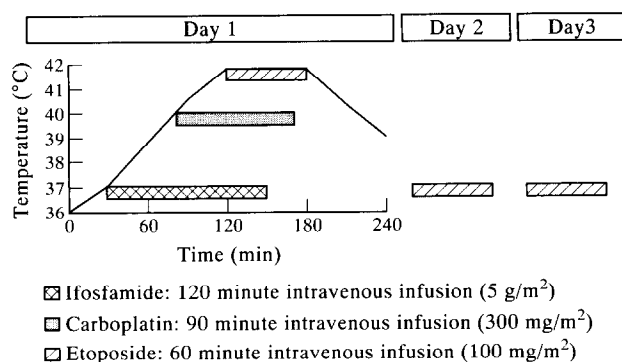 Day 1
Day 2
Day3
Temperature (°C)
42
41
40
39
38
37
36
0
60
120
180
240
Time (min)
Ifosfamide: 120 minute intravenous infusion (5 g/m²)
Carboplatin: 90 minute intravenous infusion (300 mg/m²)
Etoposide: 60 minute intravenous infusion (100 mg/m²)